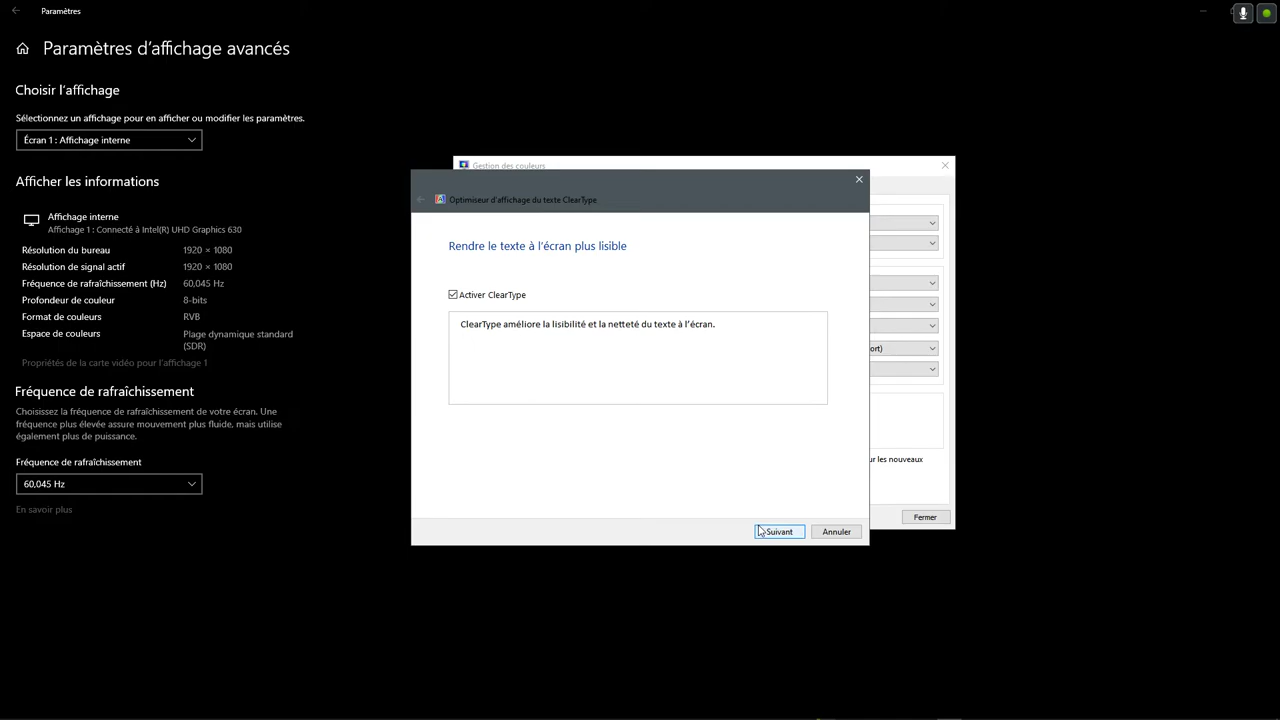 Paramètres
Paramètres d'affichage avancés
Choisir l'affichage
Sélectionnez un affichage pour en afficher ou modifier les paramètres.
Écran 1 : Affichage interne
Afficher les informations
Affichage interne
Affichage 1 : Connecté à Intel(R) UHD Graphics 630
Résolution du bureau 1920 × 1080
Résolution de signal actif 1920 × 1080
Fréquence de rafraîchissement (Hz) 60,045 Hz
Profondeur de couleur 8-bits
Format de couleurs RVB
Espace de couleurs Plage dynamique standard
(SDR)
Propriétés de la carte vidéo pour l'affichage 1
Fréquence de rafraîchissement
Choisissez la fréquence de rafraîchissement de votre écran. Une
fréquence plus élevée assure mouvement plus fluide, mais utilise
également plus de puissance.
Fréquence de rafraîchissement
60,045 Hz
En savoir plus
Gestion des couleurs
Optimiseur d'affichage du texte ClearType
Rendre le texte à l'écran plus lisible
Activer ClearType
ClearType améliore la lisibilité et la netteté du texte à l'écran.
Suivant
Annuler
ort)
ur les nouveaux
Fermer